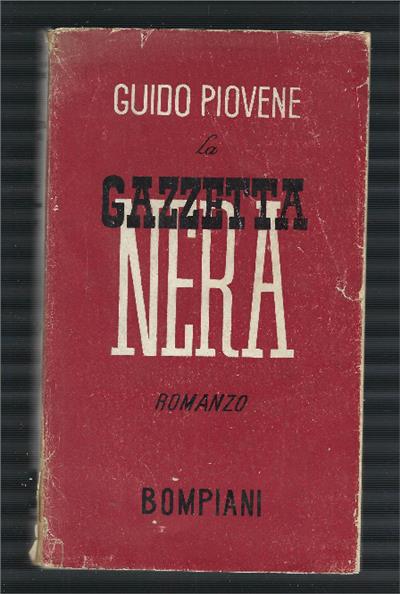 GUIDO PIOVENE
La
GAZZETTA
NERA
ROMANZO
BOMPIANI